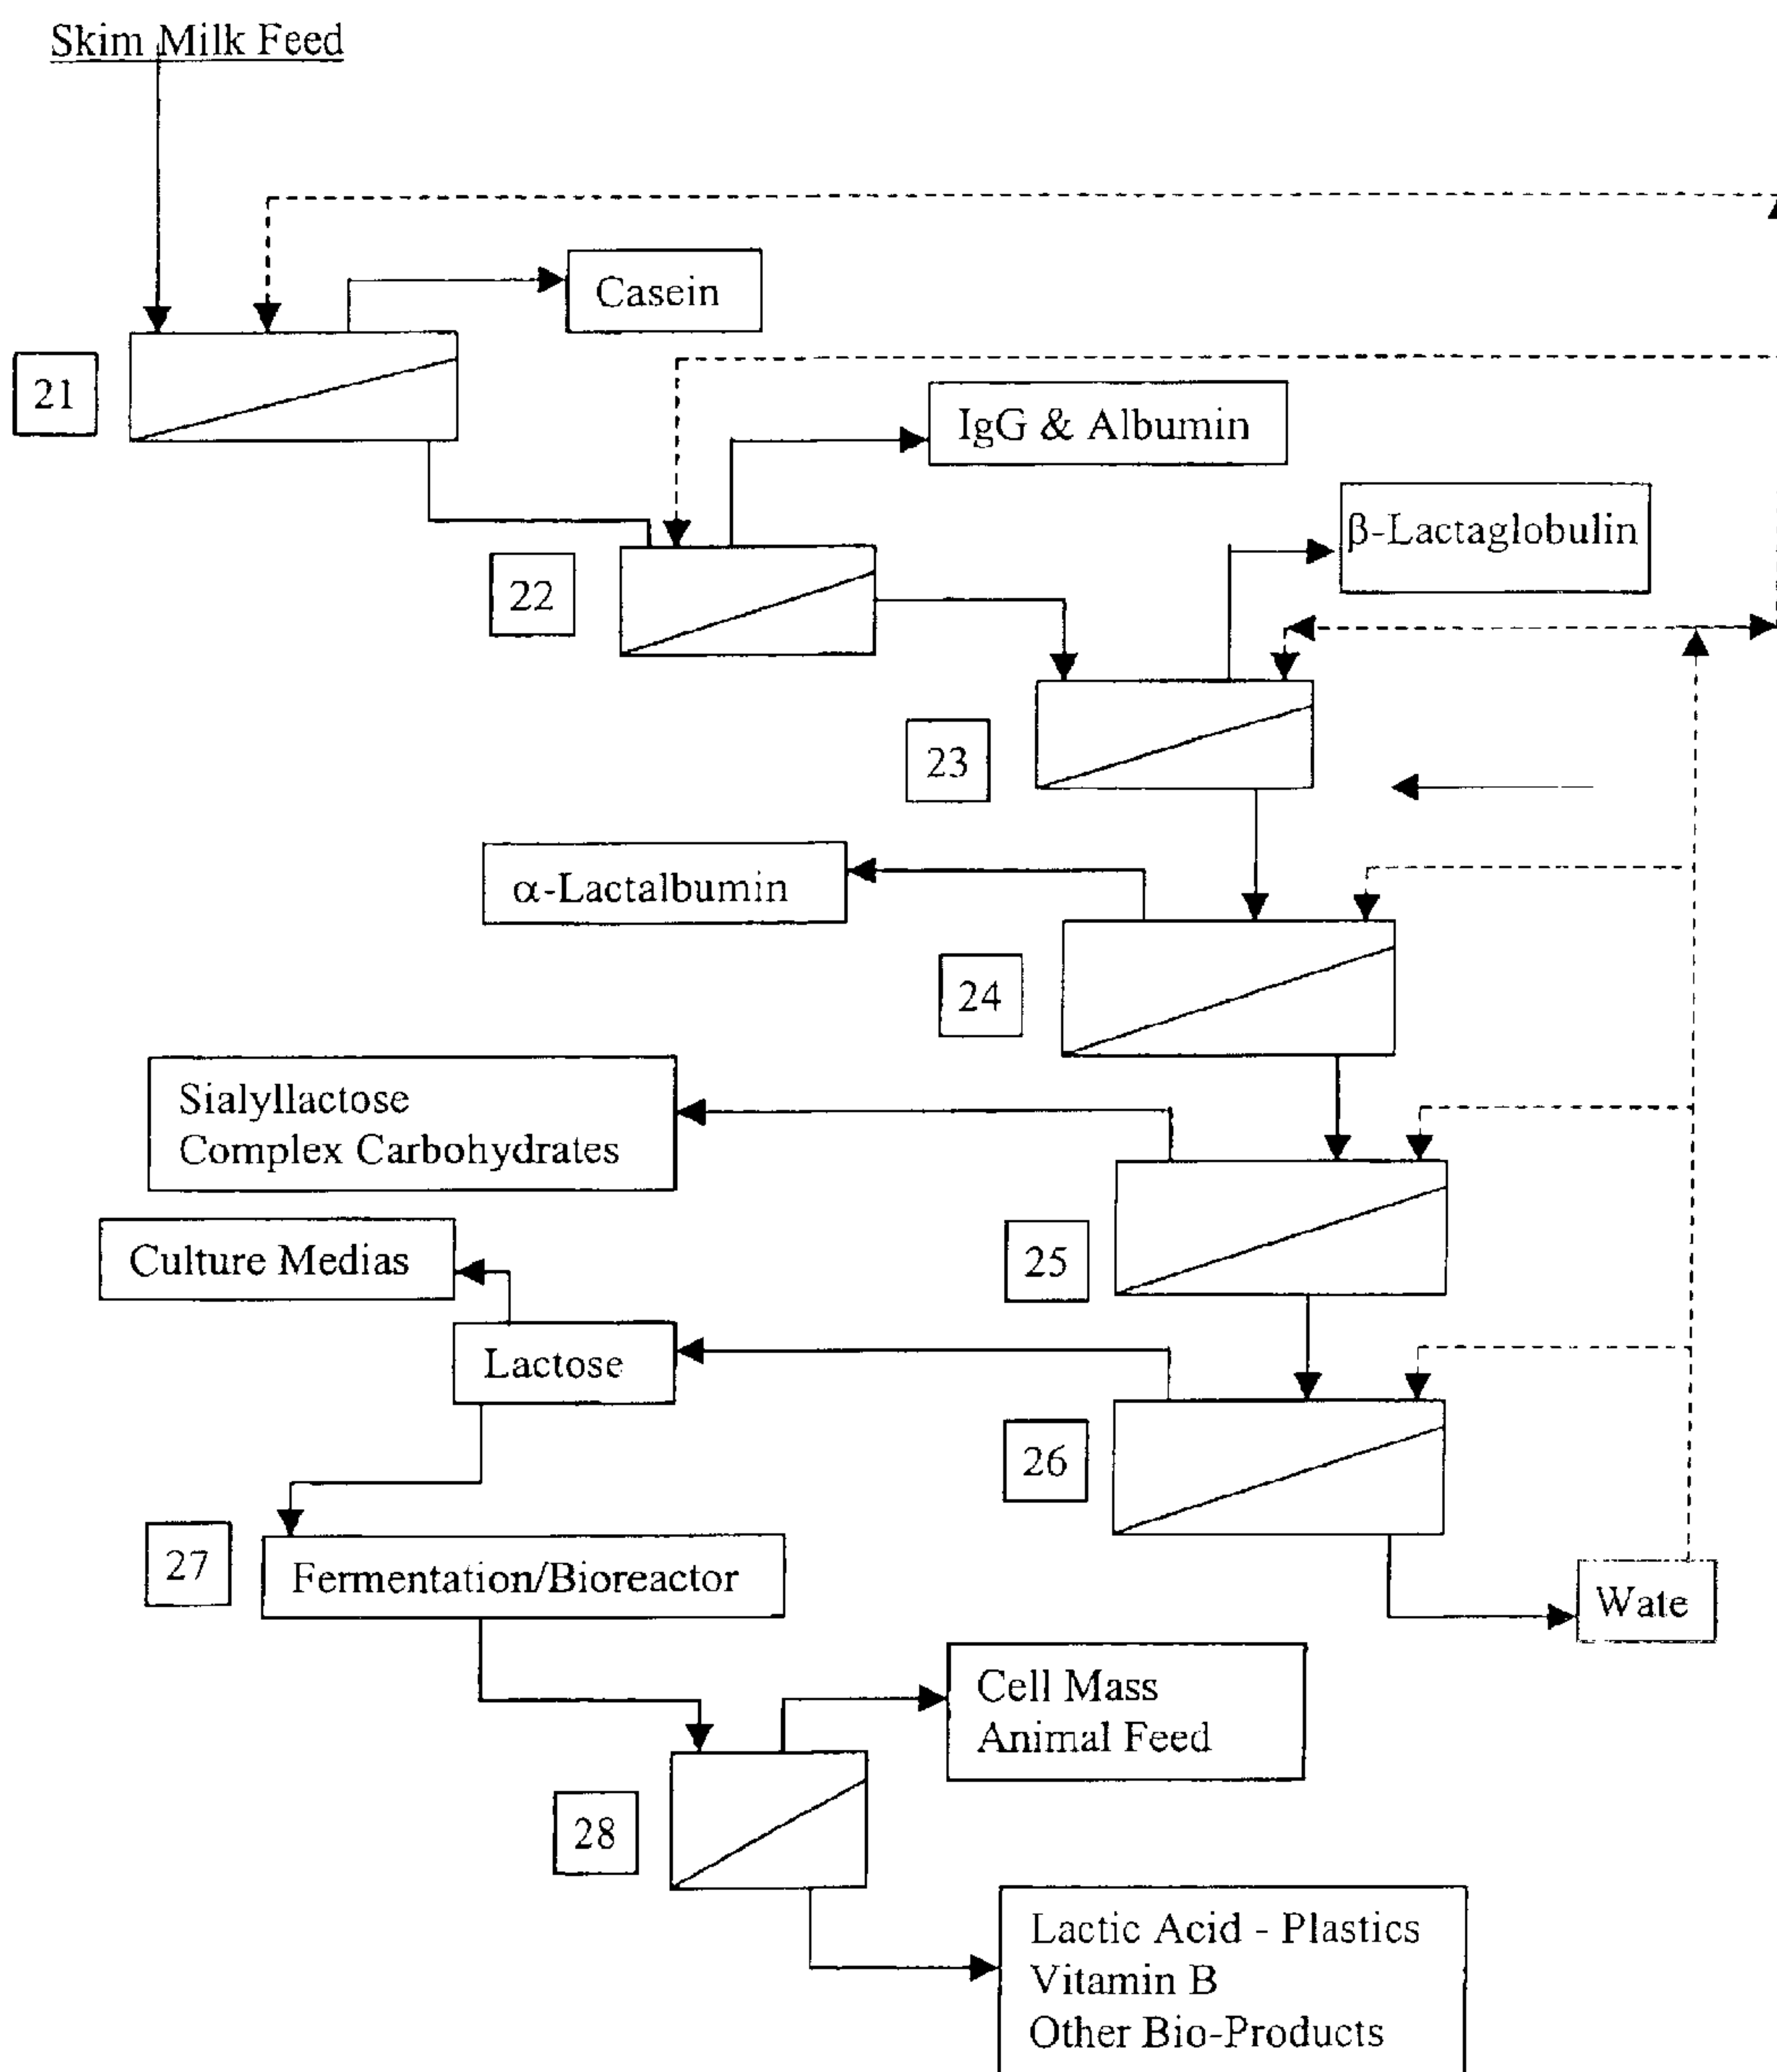 Skim Milk Feed
Casein
21
IgG & Albumin
β-Lactaglobulin
22
23
α-Lactalbumin
24
Sialyllactose
Complex Carbohydrates
Culture Medias
25
Lactose
26
27
Fermentation/Bioreactor
Wate
Cell Mass
Animal Feed
28
Lactic Acid - Plastics
Vitamin B
Other Bio-Products